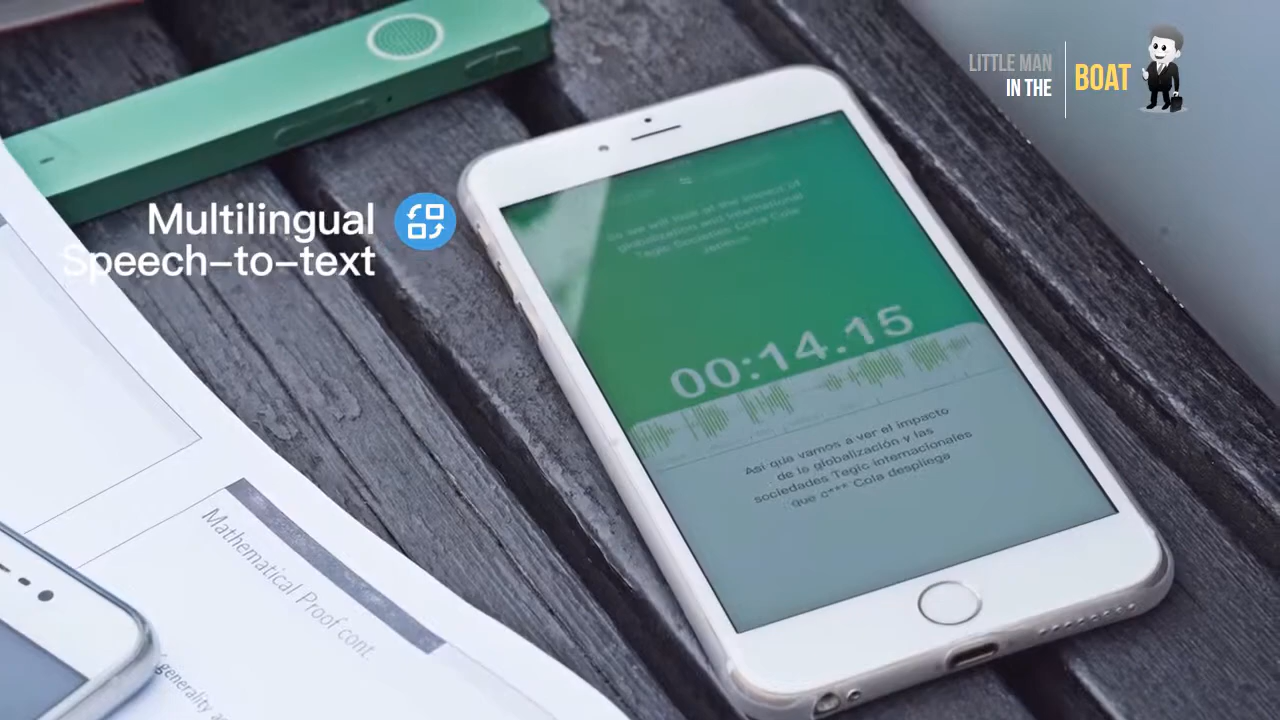 LITTLE MAN
IN THE
BOAT
Multilingual
Speech-to-text
00:14.15
Así que vamos a ver el impacto
de la globalización y las
sociedades Tegic internacionales
que c*** Cola despliega
Mathematical Proof cont.
generality